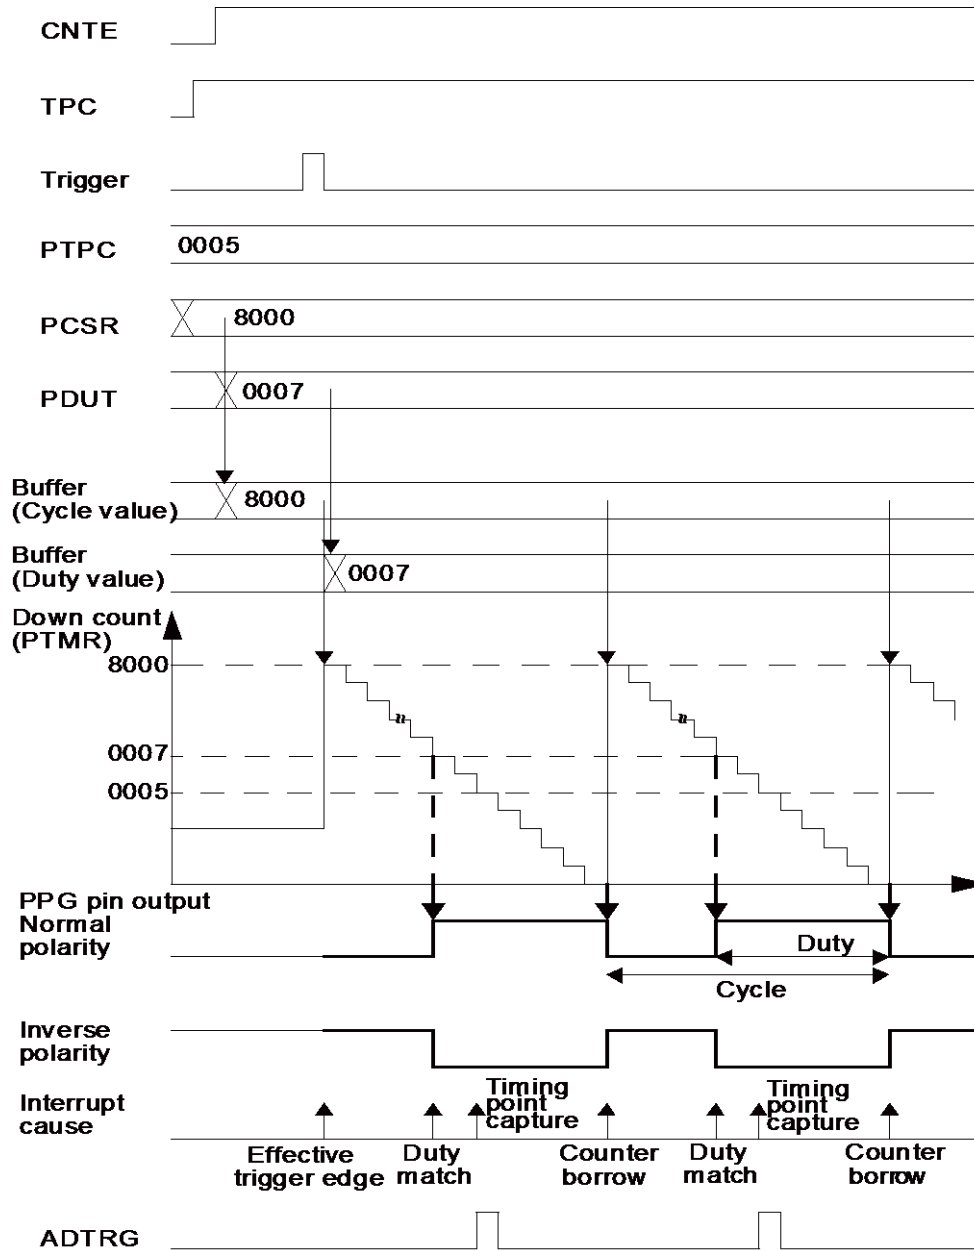 CNTE
TPC
Trigger
PTPC
0005
PCSR
8000
PDUT
0007
Buffer
(Cycle value)
8000
Buffer
(Duty value)
0007
Down count
(PTMR)
8000
0007
0005
PPG pin output
Normal
polarity
Duty
Cycle
Inverse
polarity
Interrupt
cause
Timing
point
capture
Timing
point
capture
Effective
trigger edge
Duty
match
Counter
borrow
Duty
match
Counter
borrow
ADTRG